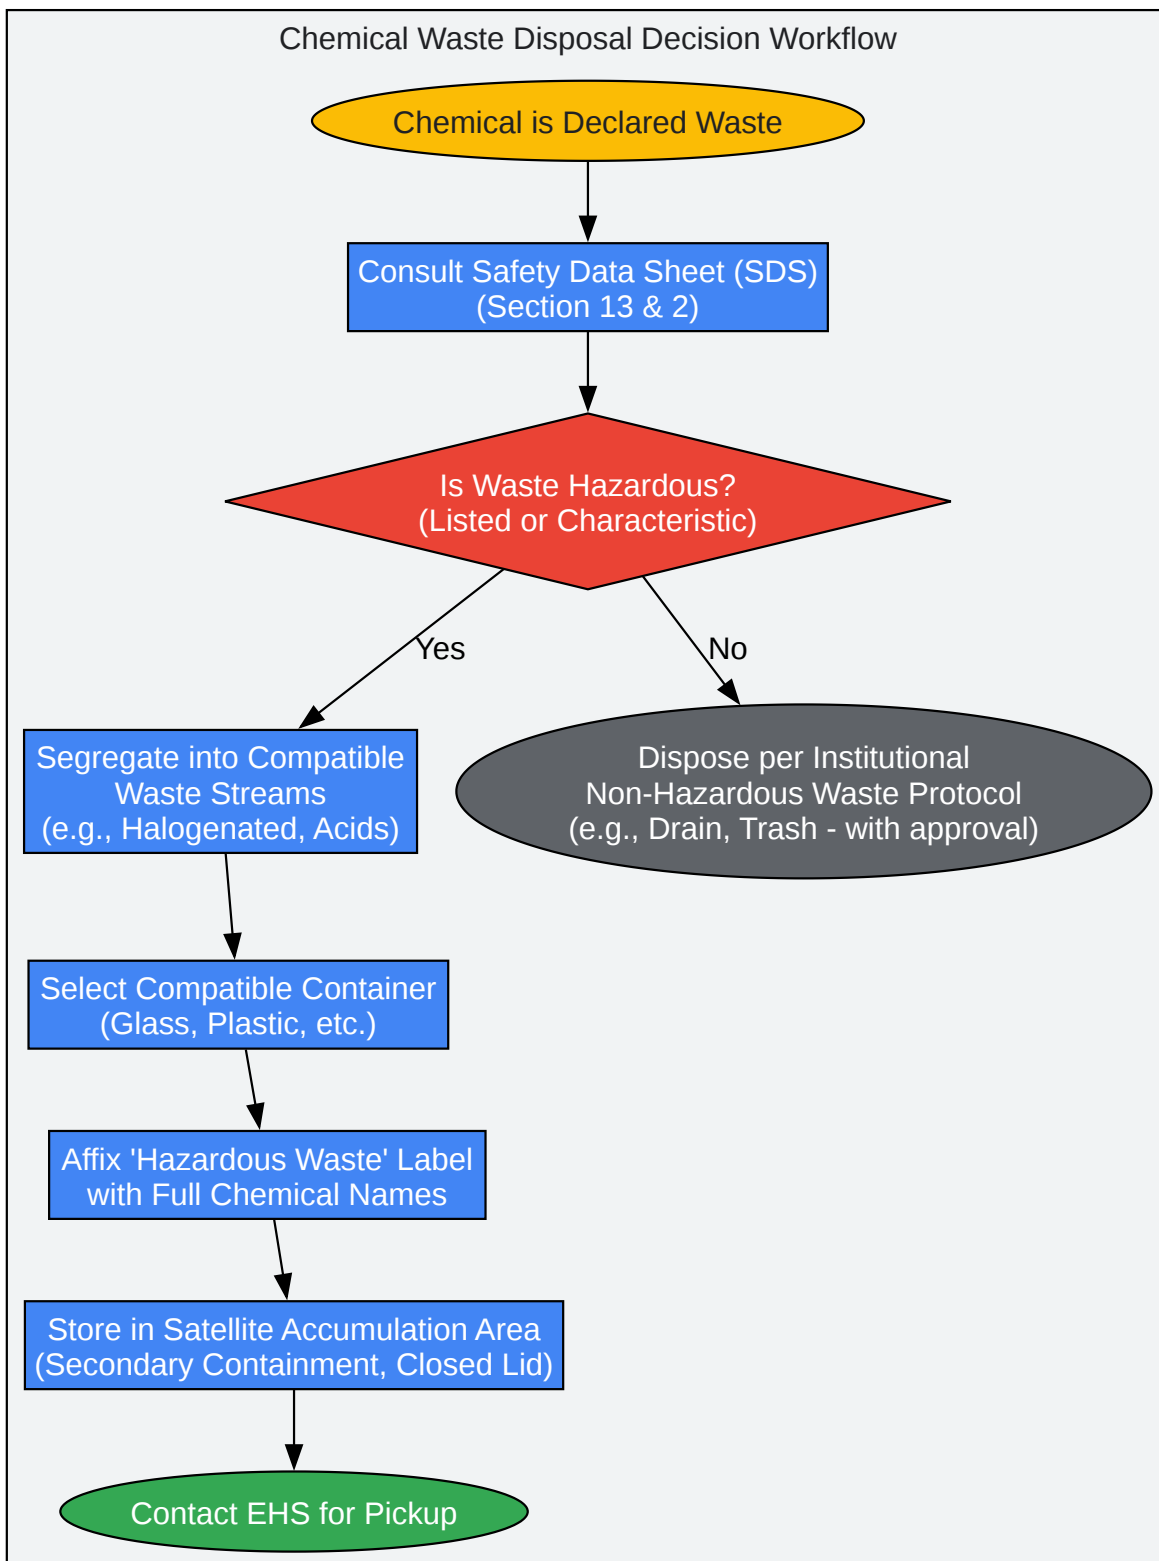 Chemical Waste Disposal Decision Workflow
Chemical is Declared Waste
Consult Safety Data Sheet (SDS)
(Section 13 & 2)
Is Waste Hazardous?
(Listed or Characteristic)
Yes
No
Segregate into Compatible
Waste Streams
(e.g., Halogenated, Acids)
Dispose per Institutional
Non-Hazardous Waste Protocol
(e.g., Drain, Trash - with approval)
Select Compatible Container
(Glass, Plastic, etc.)
Affix 'Hazardous Waste' Label
with Full Chemical Names
Store in Satellite Accumulation Area
(Secondary Containment, Closed Lid)
Contact EHS for Pickup